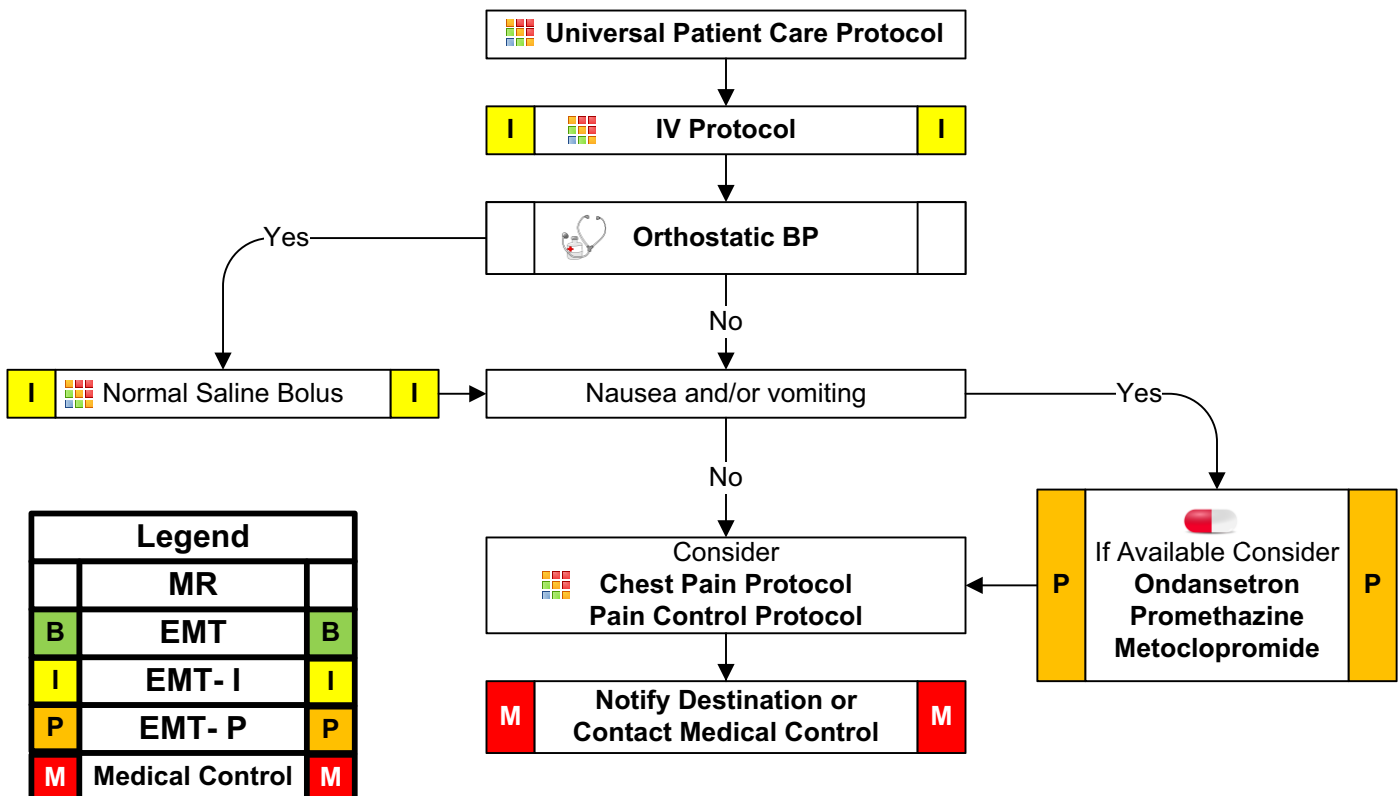 Universal Patient Care Protocol
I IV Protocol I
Orthostatic BP
Yes
No
I Normal Saline Bolus I
Nausea and/or vomiting
Yes
No
P If Available Consider P
Ondansetron
Promethazine
Metoclopromide
Consider
Chest Pain Protocol
Pain Control Protocol
M Notify Destination or M
Contact Medical Control
Legend
MR
B EMT B
I EMT- I I
P EMT- P P
M Medical Control M